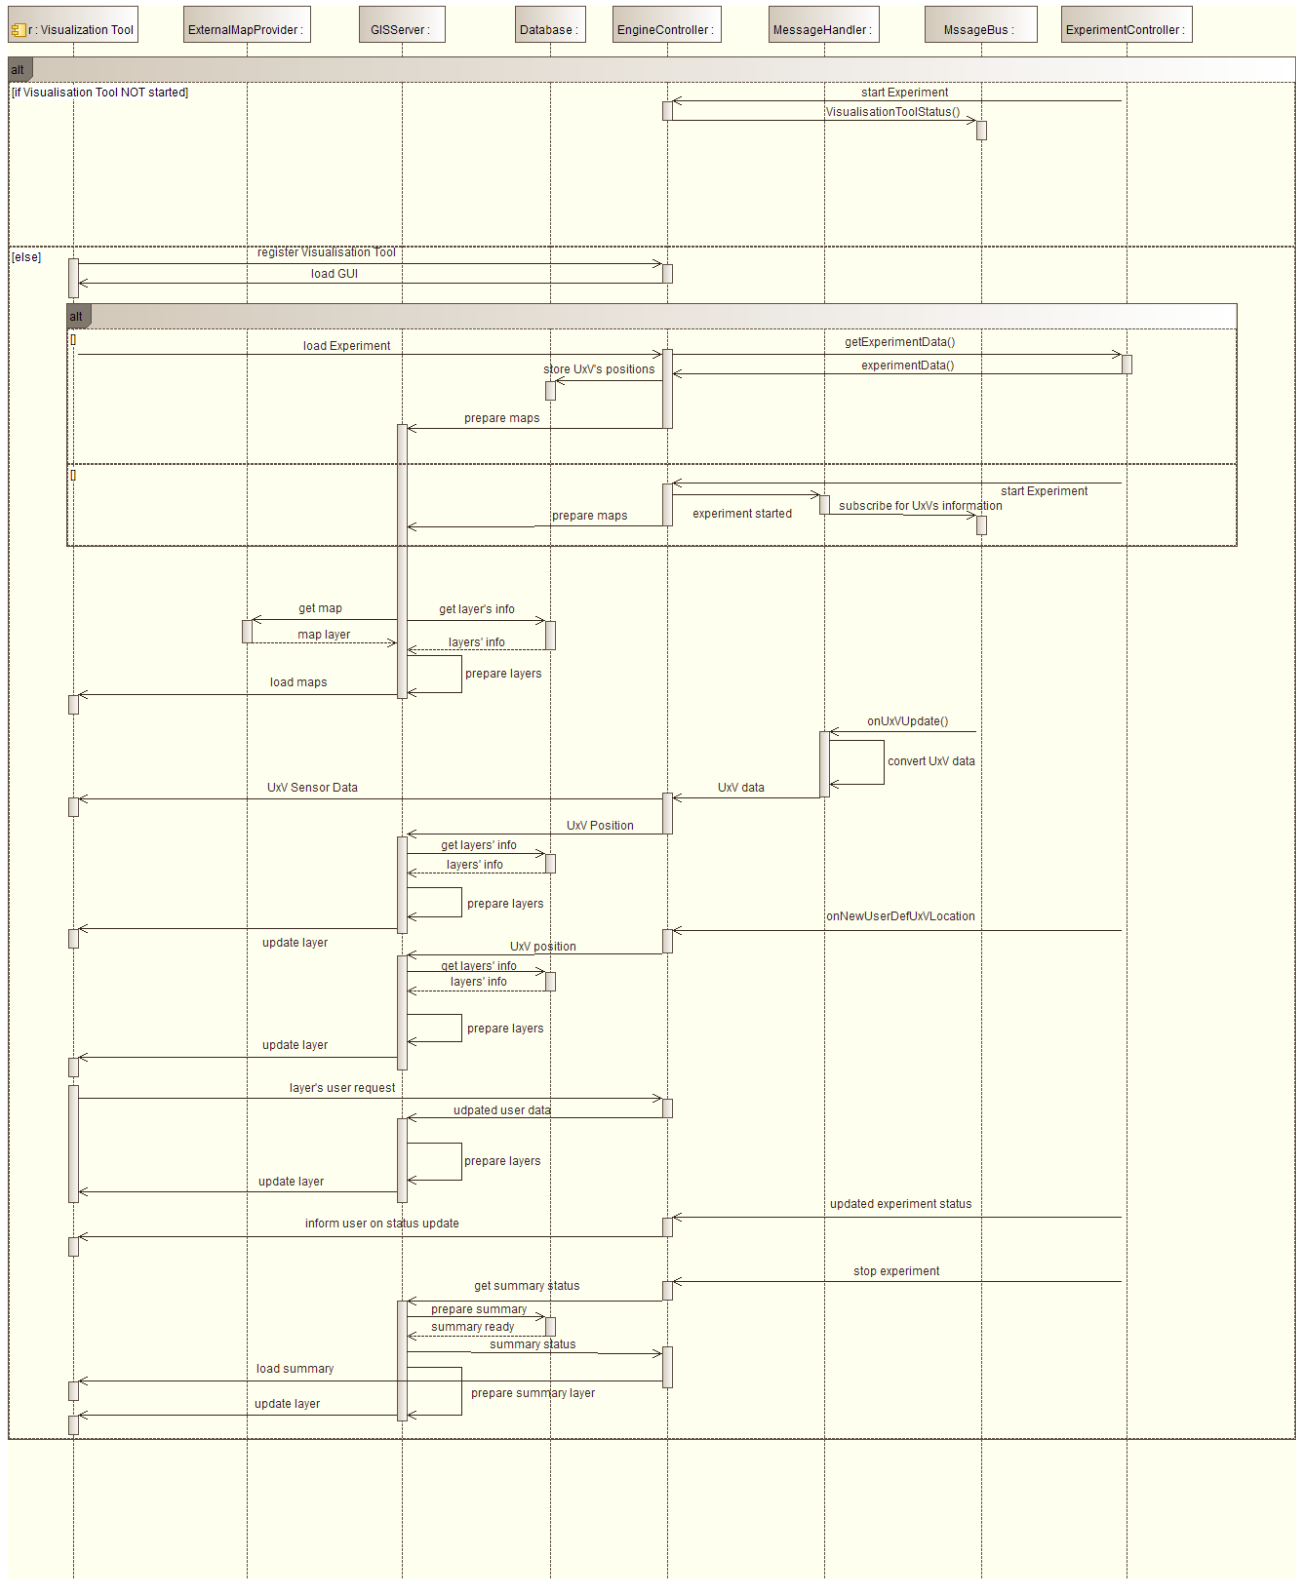 r : Visualization Tool
ExternalMapProvider :
GISServer :
Database :
EngineController :
MessageHandler :
MssageBus :
ExperimentController :
alt
[if Visualisation Tool NOT started]
start Experiment
VisualisationToolStatus()
[else]
register Visualisation Tool
load GUI
alt
load Experiment
getExperimentData()
experimentData()
store UxV's positions
prepare maps
start Experiment
experiment started
subscribe for UxVs information
prepare maps
get map
get layer's info
map layer
layers' info
prepare layers
load maps
onUxVUpdate()
convert UxV data
UxV Sensor Data
UxV data
UxV Position
get layers' info
layers' info
prepare layers
onNewUserDefUxVLocation
update layer
UxV position
get layers' info
layers' info
prepare layers
update layer
layer's user request
udpated user data
prepare layers
update layer
updated experiment status
inform user on status update
stop experiment
get summary status
prepare summary
summary ready
summary status
load summary
prepare summary layer
update layer